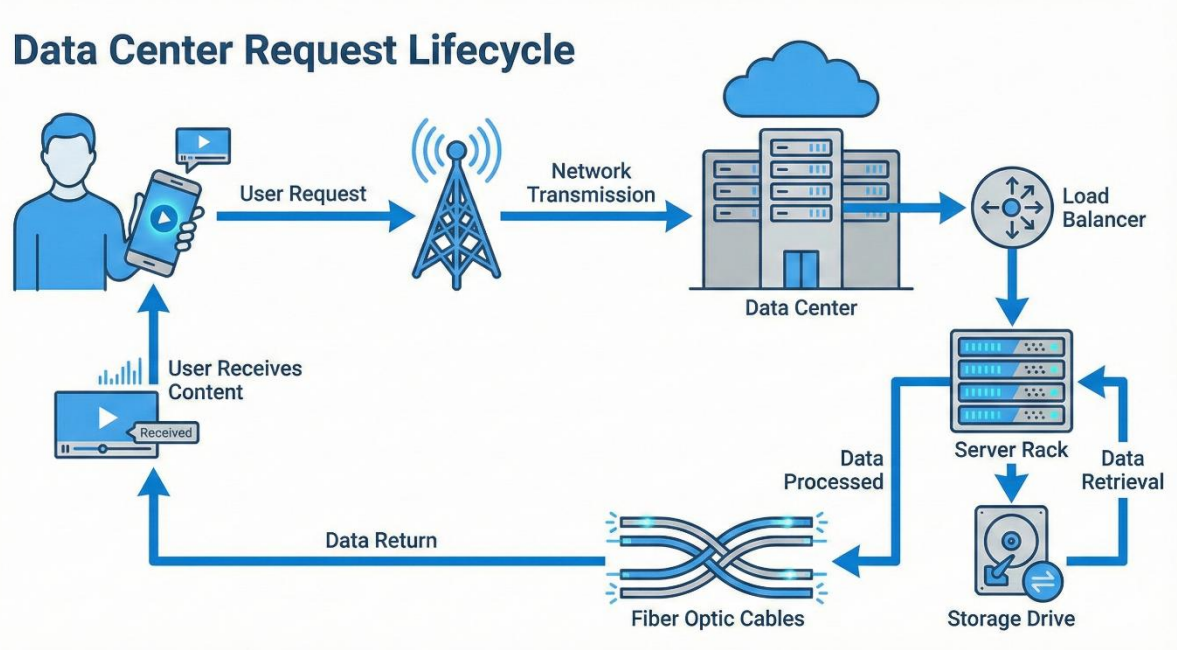 Data Center Request Lifecycle
User Request
Network
Transmission
Data Center
Load
Balancer
Server Rack
Data
Retrieval
Storage Drive
Data
Processed
Fiber Optic Cables
Data Return
Received
User Receives
Content